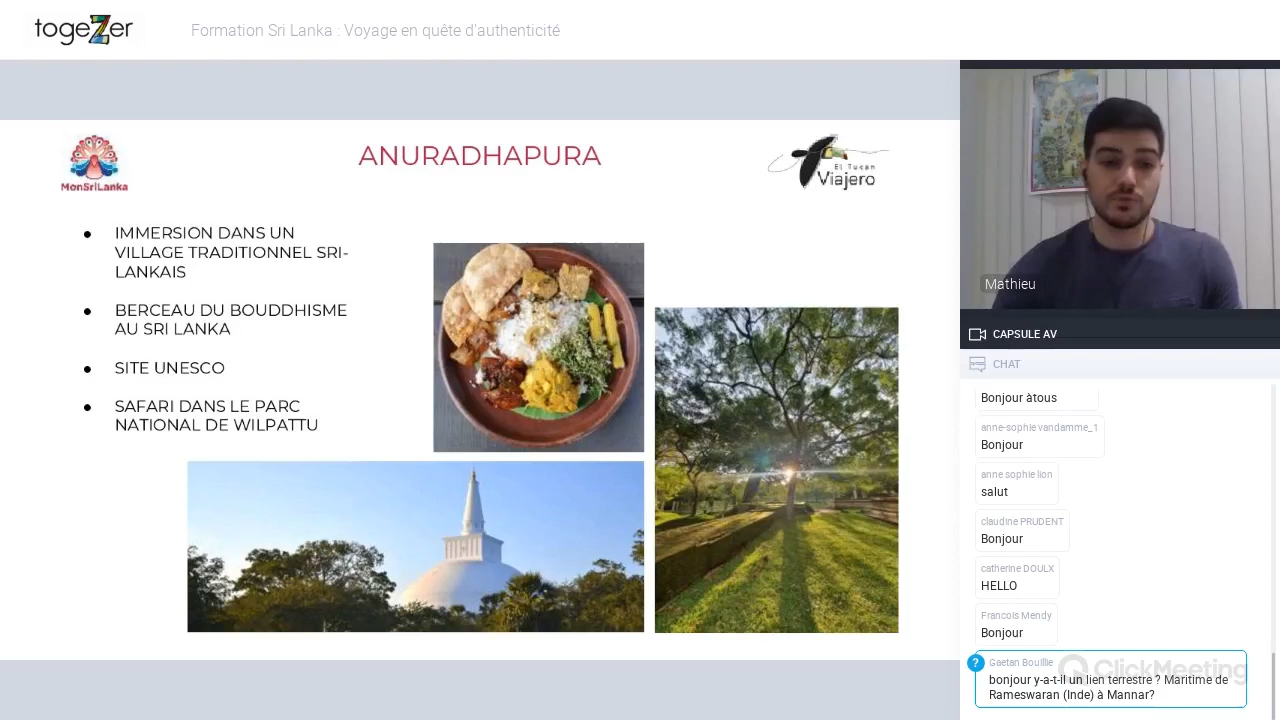 togeZer
Formation Sri Lanka : Voyage en quête d'authenticité
MonSriLanka
ANURADHAPURA
El Tucan
Viajero
IMMERSION DANS UN
VILLAGE TRADITIONNEL SRI-
LANKAIS
BERCEAU DU BOUDDHISME
AU SRI LANKA
SITE UNESCO
SAFARI DANS LE PARC
NATIONAL DE WILPATTU
Mathieu
CAPSULE AV
CHAT
Bonjour àtous
anne-sophie vandamme_1
Bonjour
anne sophie lion
salut
claudine PRUDENT
Bonjour
catherine DOULX
HELLO
Francois Mendy
Bonjour
?
Gaetan Bouillie
ClickMeeting
bonjour y-a-t-il un lien terrestre ? Maritime de
Rameswaran (Inde) à Mannar?